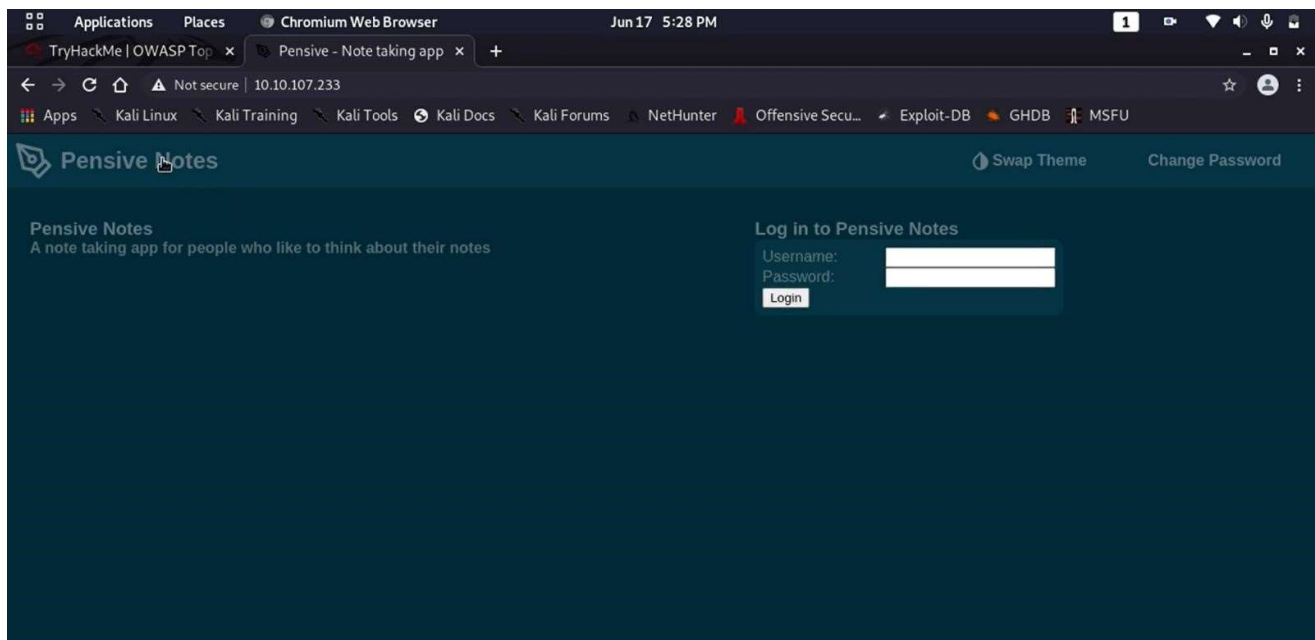 Applications Places Chromium Web Browser Jun 17 5:28 PM 1
TryHackMe | OWASP Top Pensive - Note taking app
Not secure | 10.10.107.233
Apps Kali Linux Kali Training Kali Tools Kali Docs Kali Forums NetHunter Offensive Secu... Exploit-DB GHDB MSFU
Pensive Notes Swap Theme Change Password
Pensive Notes
A note taking app for people who like to think about their notes
Log in to Pensive Notes
Username:
Password:
Login